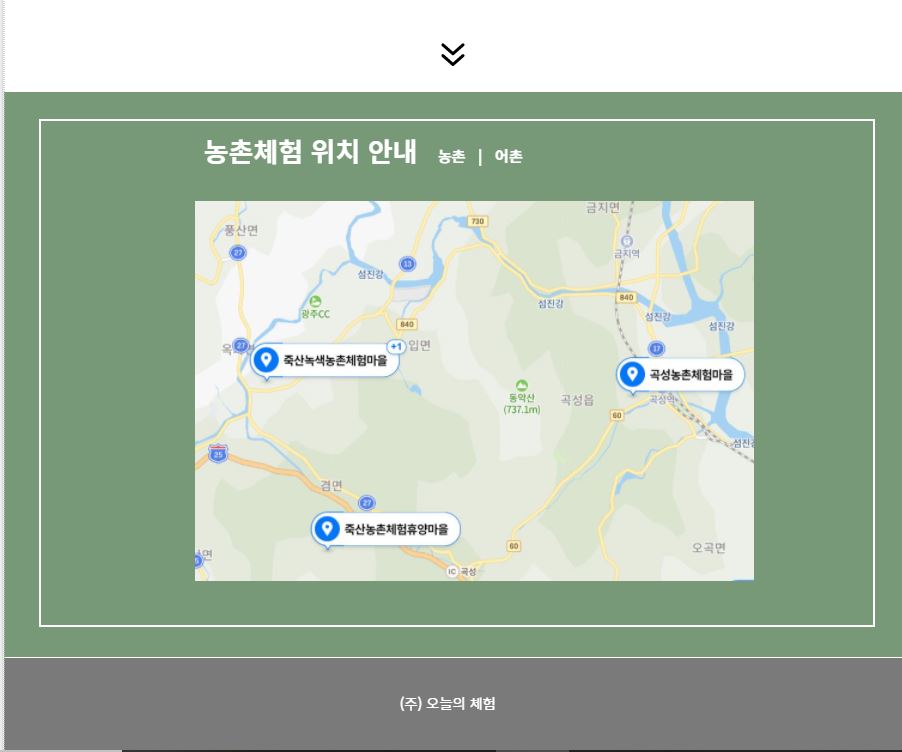 농촌체험 위치 안내 농촌 | 어촌
금지면
730
풍산면
27
금지역
13
섬진강
840
섬진강
광주CC
섬진강
섬진강
840
27
+1
입면
17
죽산녹색농촌체험마을
곡성농촌체험마을
동악산
(737.1m)
곡성읍
곡성역
60
섬진강
25
겸면
27
죽산농촌체험휴양마을
60
오곡면
IC 곡성
(주) 오늘의 체험